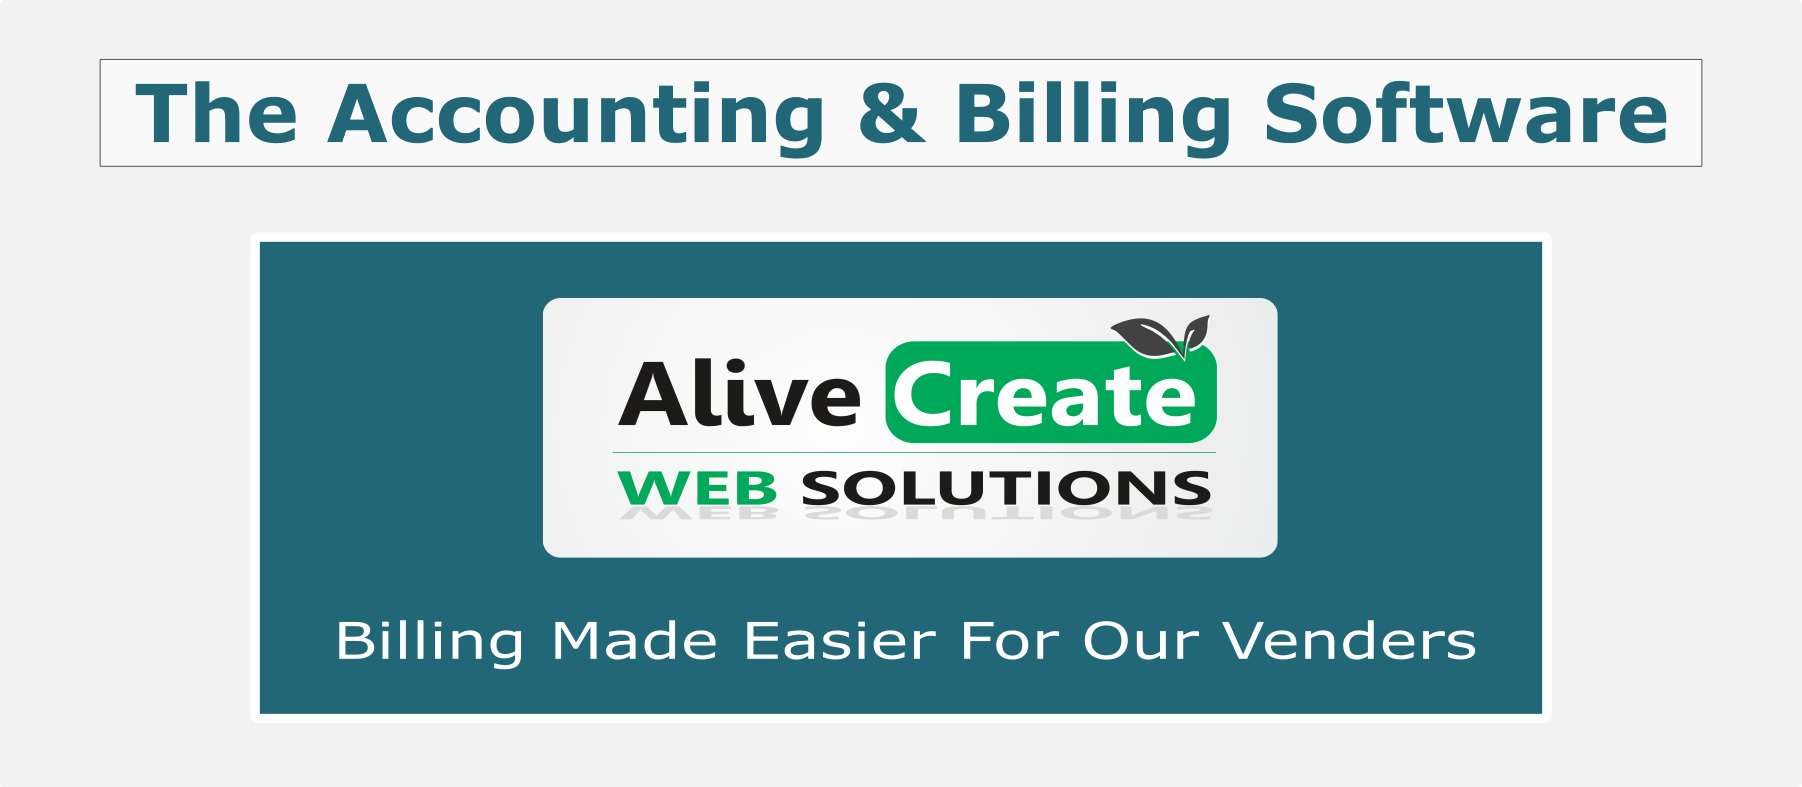 The Accounting & Billing Software
Alive Create
WEB SOLUTIONS
Billing Made Easier For Our Venders